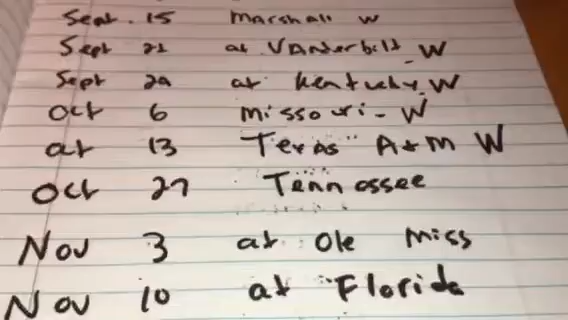 Sept. 15 Marshall W
Sept 22 at Vanderbilt - W
Sept 29 at Kentucky - W
Oct 6 Missouri - W
Oct 13 Texas A+M W
Oct 27 Tennossee
Nov 3 at Ole Miss
Nov 10 at Florida